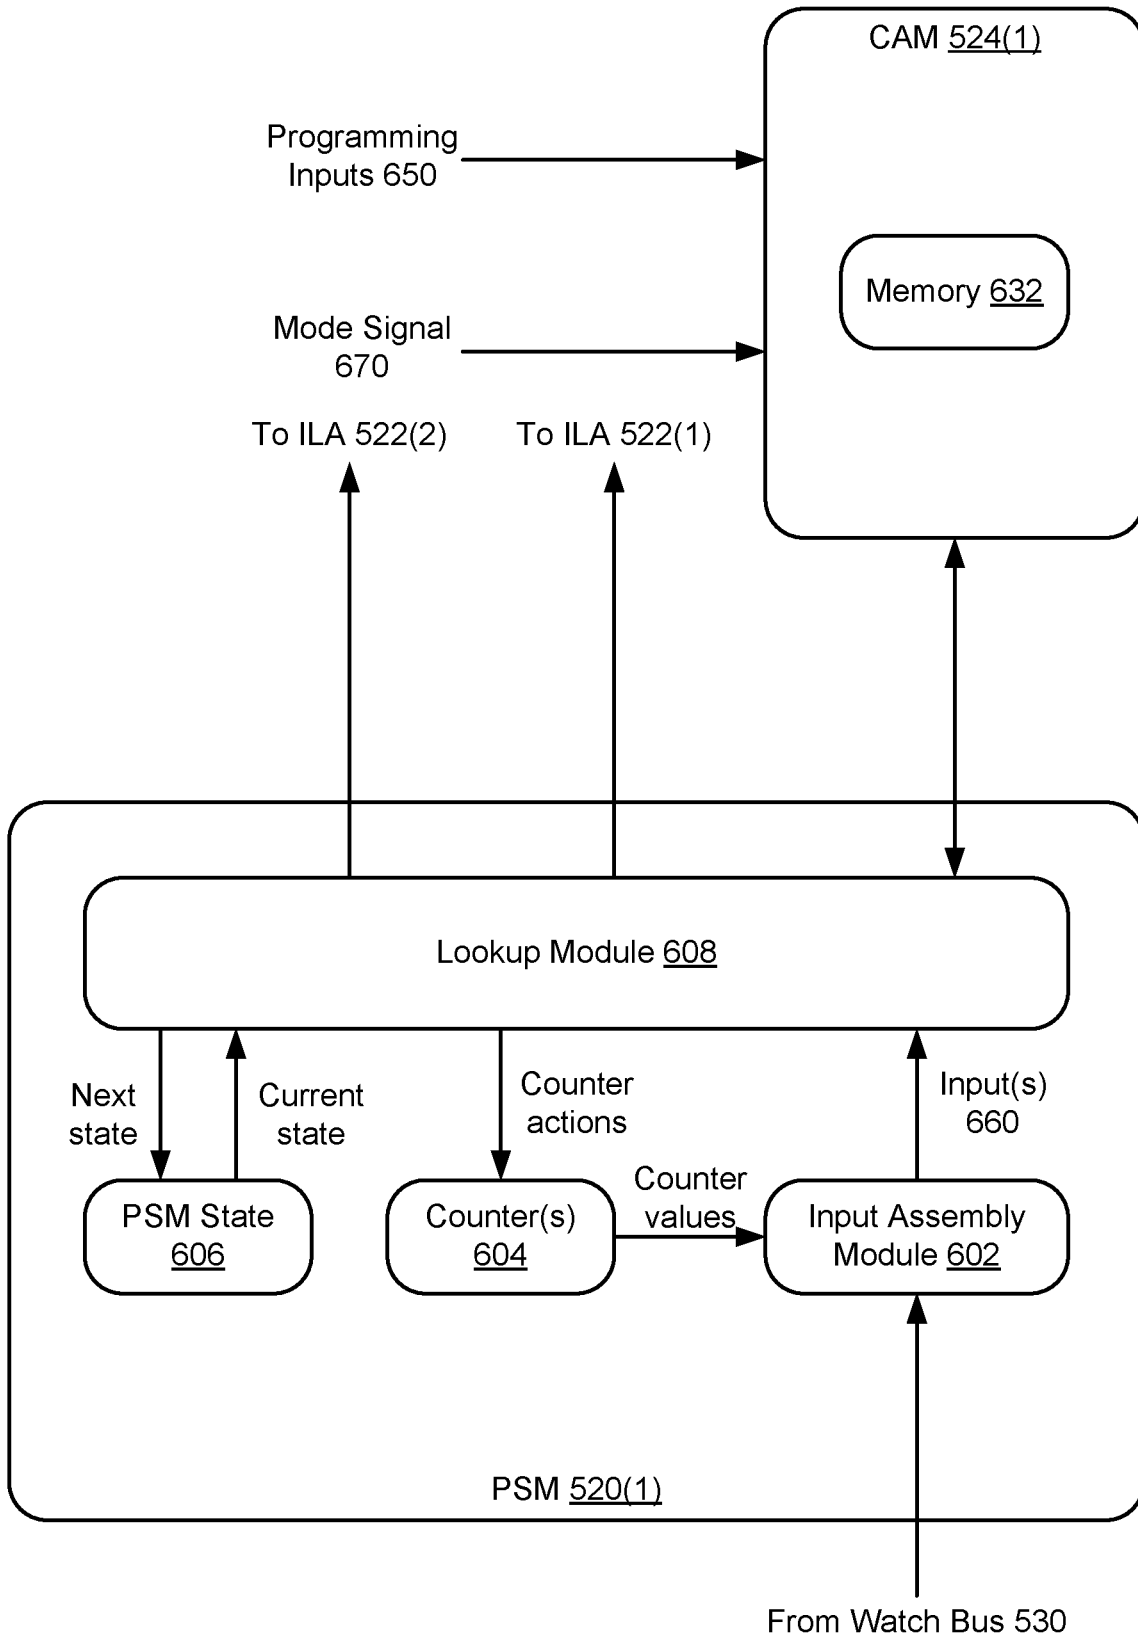 CAM 524(1)
Programming
Inputs 650
Memory 632
Mode Signal
670
To ILA 522(2)
To ILA 522(1)
Lookup Module 608
Next
state
Current
state
Counter
actions
Input(s)
660
PSM State
606
Counter(s)
604
Counter
values
Input Assembly
Module 602
PSM 520(1)
From Watch Bus 530